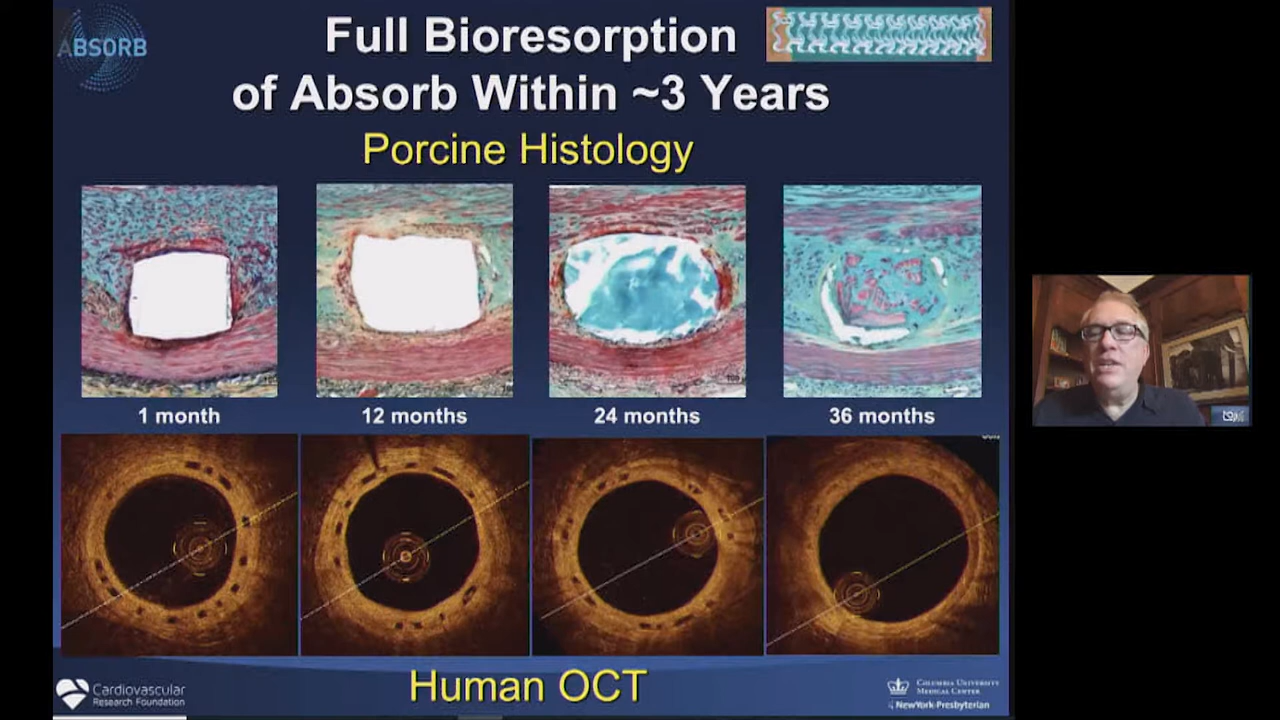 ABSORB
Full Bioresorption
of Absorb Within ~3 Years
Porcine Histology
1 month
12 months
24 months
36 months
Human OCT
Cardiovascular
Research Foundation
COLUMBIA UNIVERSITY
MEDICAL CENTER
NewYork-Presbyterian